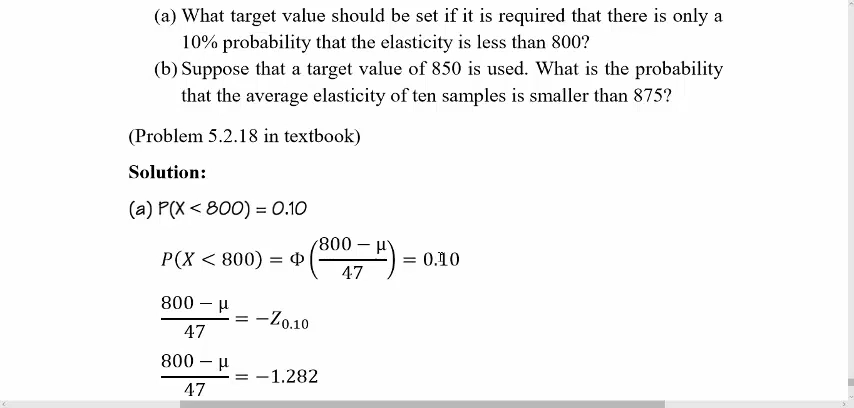 (a) What target value should be set if it is required that there is only a
10% probability that the elasticity is less than 800?
(b) Suppose that a target value of 850 is used. What is the probability
that the average elasticity of ten samples is smaller than 875?
(Problem 5.2.18 in textbook)
Solution:
(a) P(X < 800) = 0.10
P(X < 800) = Φ((800 − μ)/47) = 0.10
(800 − μ)/47 = −Z₀.₁₀
(800 − μ)/47 = −1.282